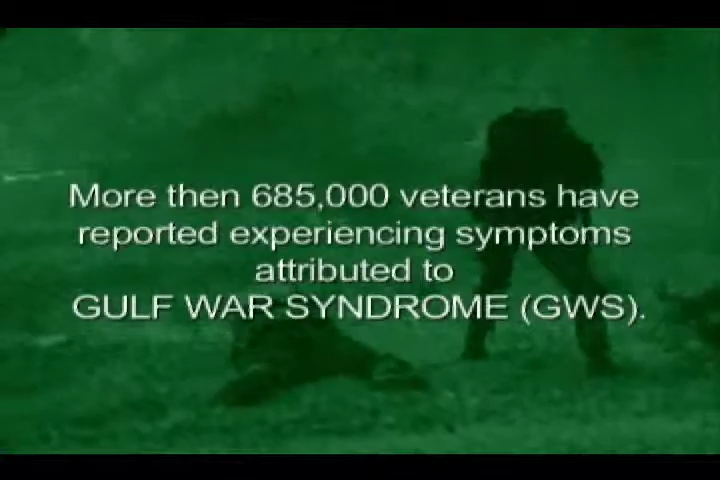 More then 685,000 veterans have
reported experiencing symptoms
attributed to
GULF WAR SYNDROME (GWS).